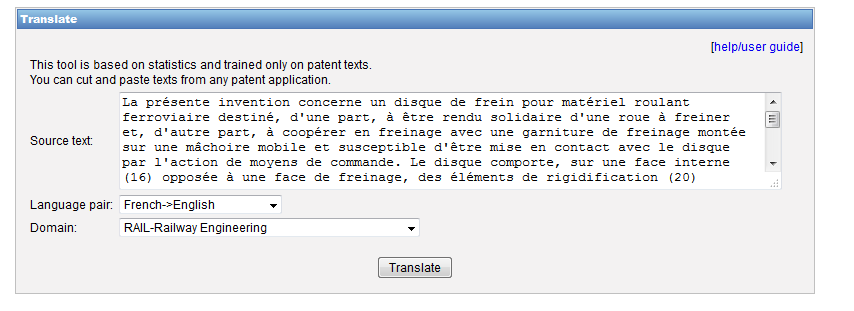 Translate
[help/user guide]
This tool is based on statistics and trained only on patent texts.
You can cut and paste texts from any patent application.
La présente invention concerne un disque de frein pour matériel roulant
ferroviaire destiné, d'une part, à être rendu solidaire d'une roue à freiner
et, d'autre part, à coopérer en freinage avec une garniture de freinage montée
Source text:
sur une mâchoire mobile et susceptible d'être mise en contact avec le disque
par l'action de moyens de commande. Le disque comporte, sur une face interne
(16) opposée à une face de freinage, des éléments de rigidification (20)
Language pair: French->English
Domain: RAIL-Railway Engineering
Translate